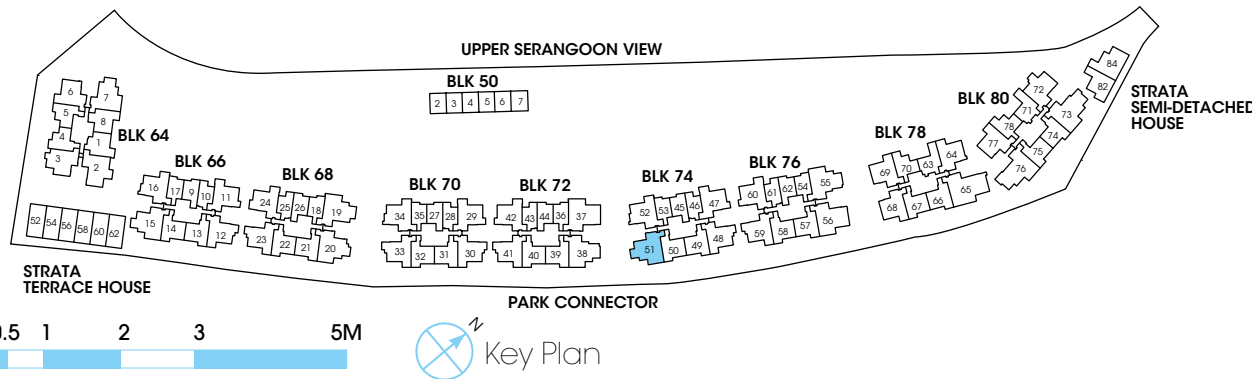 UPPER SERANGOON VIEW
BLK 50
2 3 4 5 6 7
BLK 64
6 7
5 8
4 1
3 2
BLK 66
16 17 9 10 11
15 14 13 12
BLK 68
24 25 26 18 19
23 22 21 20
BLK 70
34 35 27 28 29
33 32 31 30
BLK 72
42 43 44 36 37
41 40 39 38
BLK 74
52 53 45 46 47
51 50 49 48
BLK 76
60 61 62 54 55
59 58 57 56
BLK 78
69 70 63 64
68 67 66 65
BLK 80
72
71 73
78 74
77 75
76
84
82
STRATA
SEMI-DETACHED
HOUSE
52 54 56 58 60 62
STRATA
TERRACE HOUSE
PARK CONNECTOR
0.5 1 2 3 5M
N
Key Plan